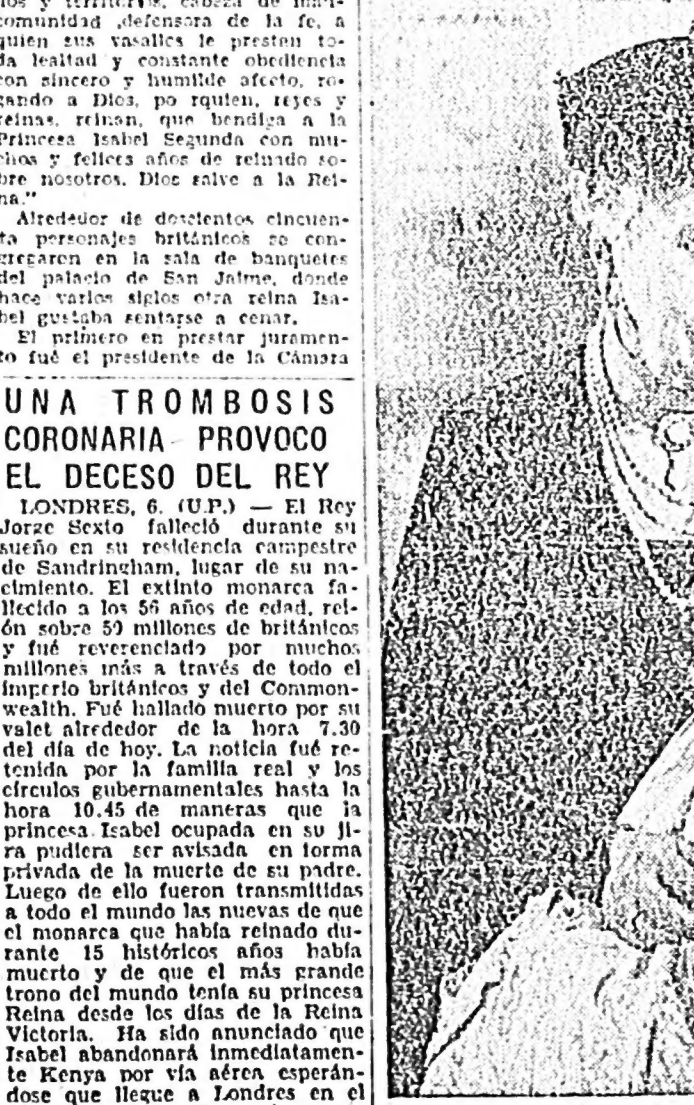 los y territorios, cabeza de man-
comunidad ,defensora de la fe, a
quien sus vasallos le presten to-
da lealtad y constante obediencia
con sincero y humilde afecto, ro-
gando a Dios, po rquien, reyes y
reinas, reinan, que bendiga a la
Princesa Isabel Segunda con mu-
chos y felices años de reinado so-
bre nosotros. Dios salve a la Rei-
na."
Alrededor de doscientos cincuen-
ta personajes británicos se con-
gregaron en la sala de banquetes
del palacio de San Jaime, donde
hace varios siglos otra reina Isa-
bel gustaba sentarse a cenar.
El primero en prestar juramen-
to fué el presidente de la Cámara
UNA TROMBOSIS
CORONARIA PROVOCO
EL DECESO DEL REY
LONDRES, 6. (U.P.) — El Rey
Jorge Sexto falleció durante su
sueño en su residencia campestre
de Sandringham, lugar de su na-
cimiento. El extinto monarca fa-
llecido a los 56 años de edad, rei-
ón sobre 50 millones de británicos
y fué reverenciado por muchos
millones más a través de todo el
imperio británicos y del Common-
wealth. Fué hallado muerto por su
valet alrededor de la hora 7.30
del día de hoy. La noticia fué re-
tenida por la familia real y los
círculos gubernamentales hasta la
hora 10.45 de maneras que la
princesa Isabel ocupada en su ji-
ra pudiera ser avisada en forma
privada de la muerte de su padre.
Luego de ello fueron transmitidas
a todo el mundo las nuevas de que
el monarca que había reinado du-
rante 15 históricos años había
muerto y de que el más grande
trono del mundo tenía su princesa
Reina desde los días de la Reina
Victoria. Ha sido anunciado que
Isabel abandonará inmediatamen-
te Kenya por vía aérea esperán-
dose que llegue a Londres en el